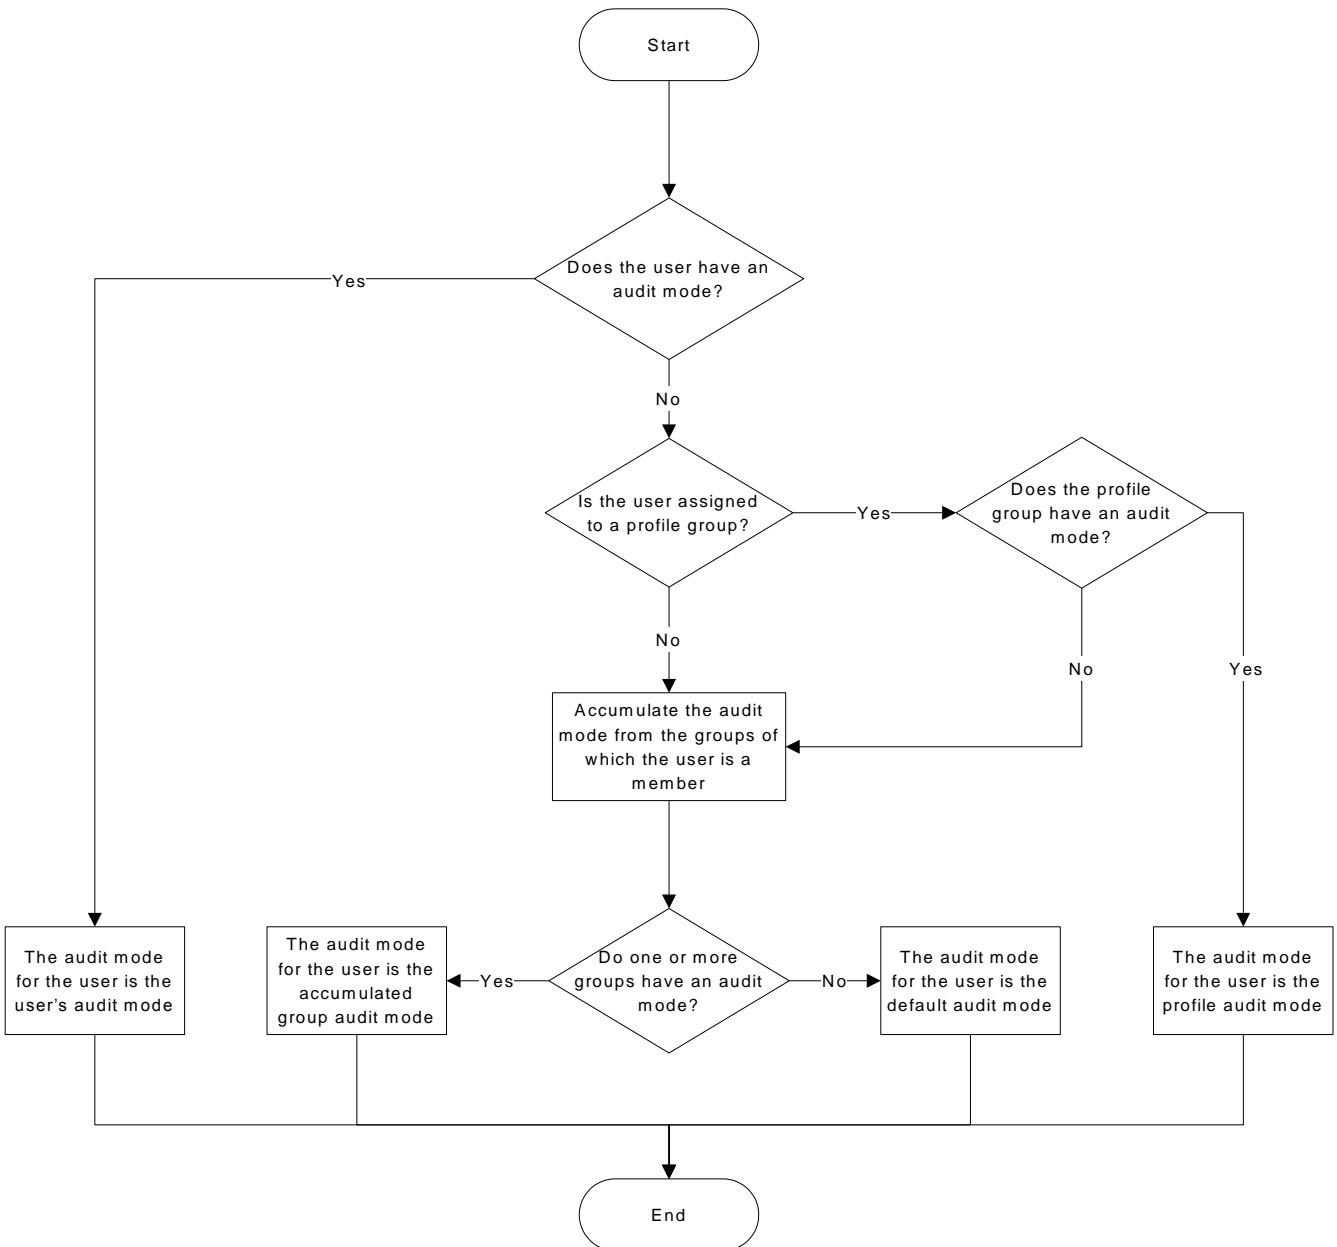 Start
Does the user have an
audit mode?
Yes
No
Is the user assigned
to a profile group?
Yes
Does the profile
group have an audit
mode?
No
No
Yes
Accumulate the audit
mode from the groups of
which the user is a
member
The audit mode
for the user is the
user’s audit mode
The audit mode
for the user is the
accumulated
group audit mode
Yes
Do one or more
groups have an audit
mode?
No
The audit mode
for the user is the
default audit mode
The audit mode
for the user is the
profile audit mode
End